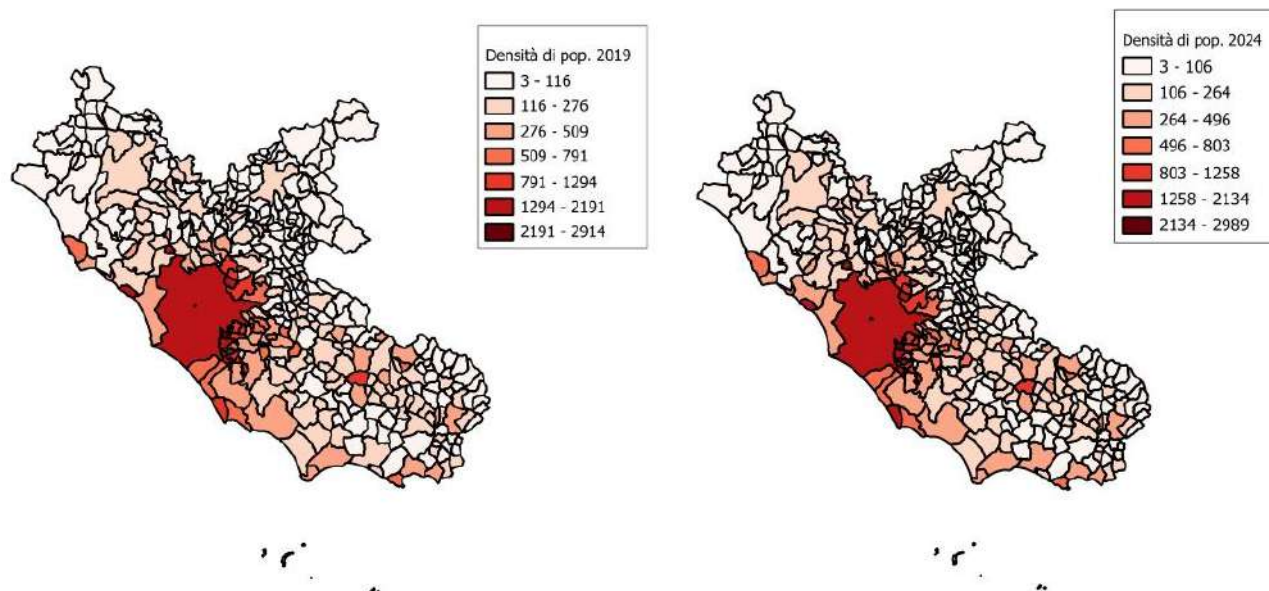 Densità di pop. 2019
3 - 116
116 - 276
276 - 509
509 - 791
791 - 1294
1294 - 2191
2191 - 2914
Densità di pop. 2024
3 - 106
106 - 264
264 - 496
496 - 803
803 - 1258
1258 - 2134
2134 - 2989